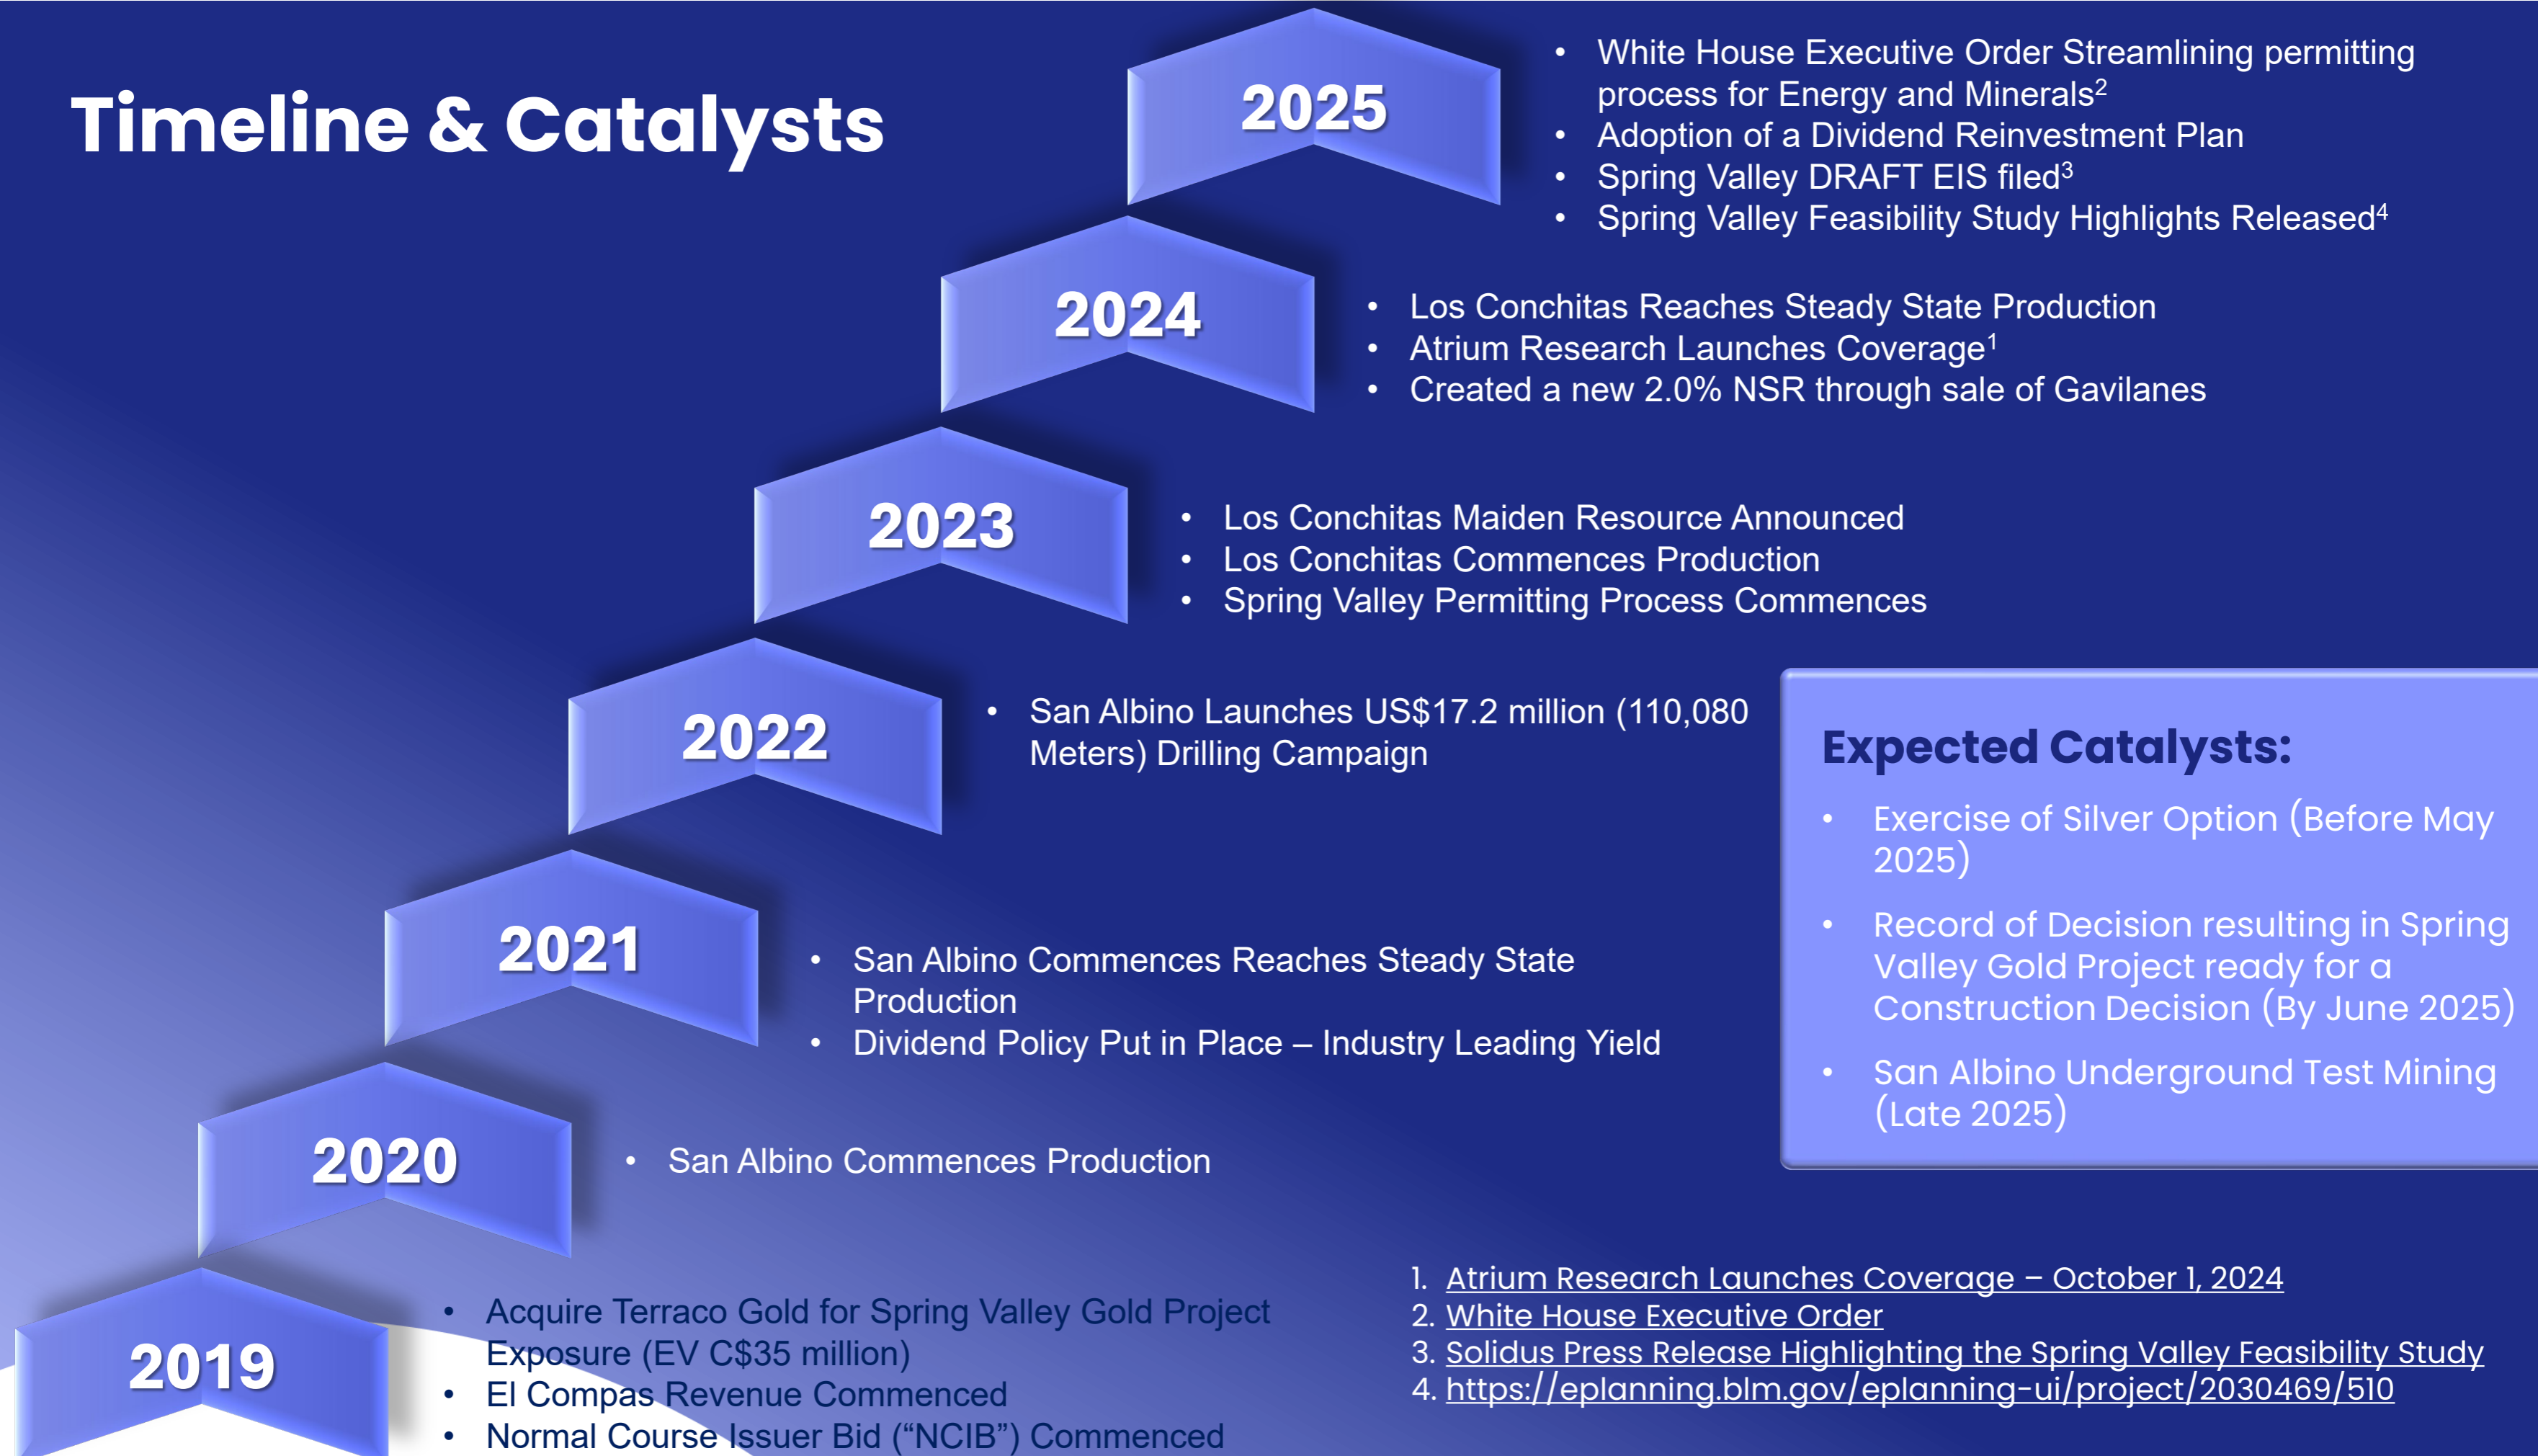 Timeline & Catalysts
2025
• White House Executive Order Streamlining permitting
process for Energy and Minerals²
• Adoption of a Dividend Reinvestment Plan
• Spring Valley DRAFT EIS filed³
• Spring Valley Feasibility Study Highlights Released⁴
2024
• Los Conchitas Reaches Steady State Production
• Atrium Research Launches Coverage¹
• Created a new 2.0% NSR through sale of Gavilanes
2023
• Los Conchitas Maiden Resource Announced
• Los Conchitas Commences Production
• Spring Valley Permitting Process Commences
2022
• San Albino Launches US$17.2 million (110,080
Meters) Drilling Campaign
2021
• San Albino Commences Reaches Steady State
Production
• Dividend Policy Put in Place – Industry Leading Yield
2020
• San Albino Commences Production
2019
• Acquire Terraco Gold for Spring Valley Gold Project
Exposure (EV C$35 million)
• El Compas Revenue Commenced
• Normal Course Issuer Bid (“NCIB”) Commenced
Expected Catalysts:
• Exercise of Silver Option (Before May
2025)
• Record of Decision resulting in Spring
Valley Gold Project ready for a
Construction Decision (By June 2025)
• San Albino Underground Test Mining
(Late 2025)
1. Atrium Research Launches Coverage – October 1, 2024
2. White House Executive Order
3. Solidus Press Release Highlighting the Spring Valley Feasibility Study
4. https://eplanning.blm.gov/eplanning-ui/project/2030469/510